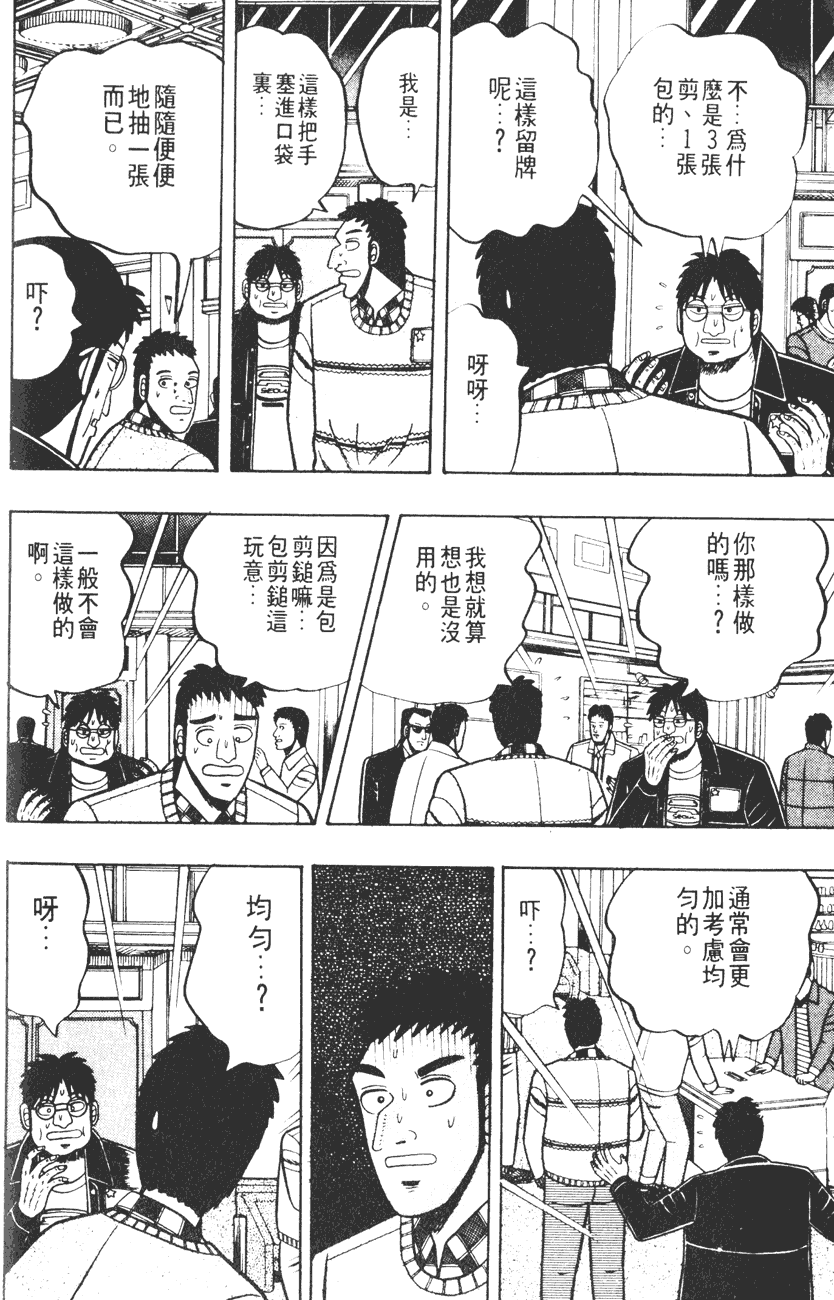 不…爲什
麼是3張
剪、1張
包的…
這樣留牌
呢…?
呀呀…
我是…
這樣把手
塞進口袋
裏…
隨隨便便
地抽一張
而已。
吓?
你那樣做
的嗎…?
我想就算
想也是沒
用的。
因爲是包
剪鎚嘛…
包剪鎚這
玩意…
一般不會
這樣做的
啊。
通常會更
加考慮均
勻的。
吓…?
均勻…?
呀…